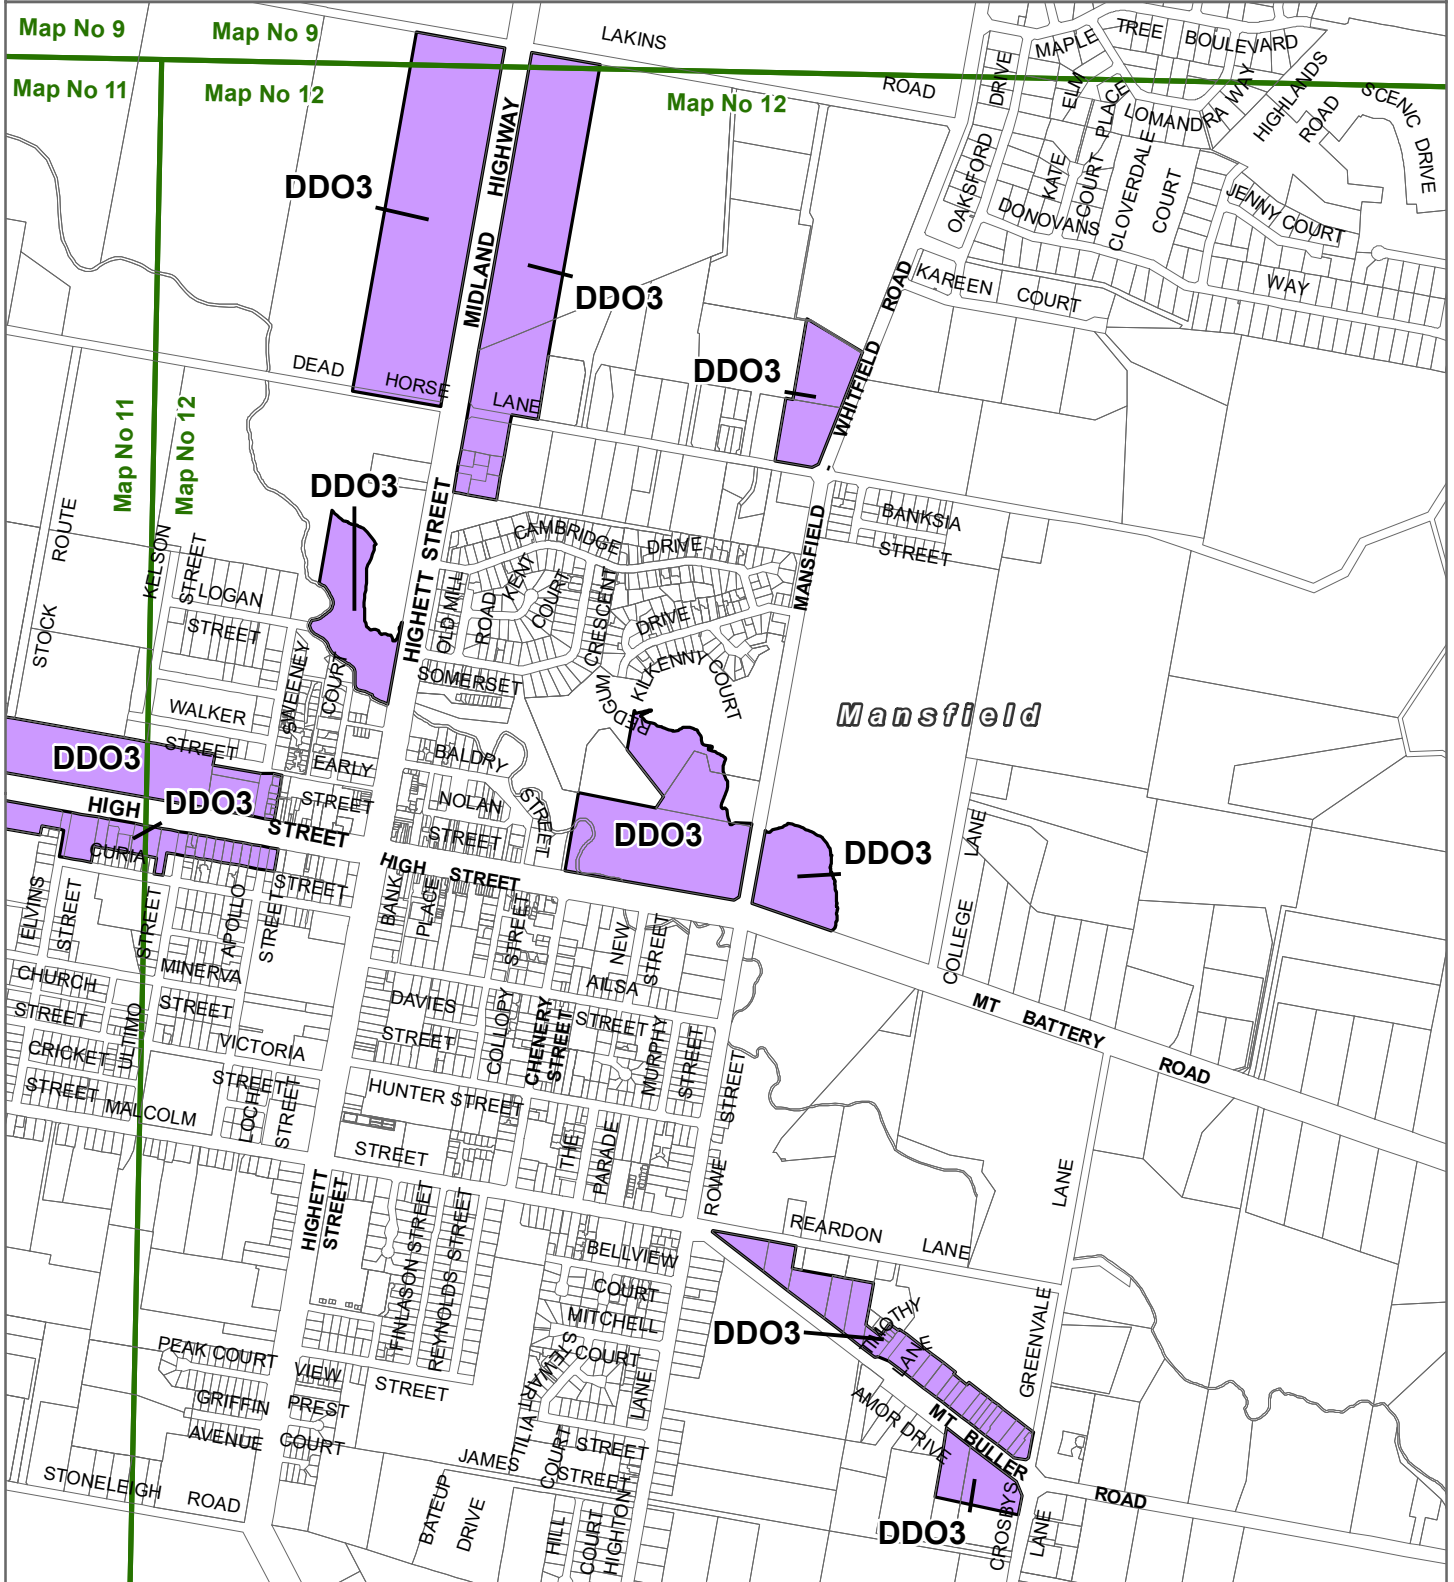 Map No 9
Map No 9
LAKINS
ROAD
Map No 11
Map No 12
Map No 12
MAPLE
TREE
BOULEVARD
DRIVE
ELM
PLACE
LOMAND
RA WAY
HIGHLANDS
ROAD
SCENIC
DRIVE
OAKSFORD
KATE
COURT
CLOVERDALE
COURT
DONOVANS
JENNY COURT
WAY
KAREEN
COURT
DDO3
MIDLAND
HIGHWAY
DDO3
DEAD
HORSE
LANE
DDO3
WHITFIELD
ROAD
Map No 11
Map No 12
DDO3
STOCK
ROUTE
KELSON
STREET
LOGAN
STREET
HIGHETT STREET
CAMBRIDGE
DRIVE
KENT
COURT
OLD MILL
ROAD
CRESCENT
DRIVE
SOMERSET
REDGUM
KILKENNY
COURT
MANSFIELD
BANKSIA
STREET
Mansfield
WALKER
STREET
SWEENEY
COURT
EARLY
STREET
BALDRY
STREET
NOLAN
STREET
DDO3
DDO3
HIGH
STREET
CURIA
STREET
DDO3
DDO3
HIGH
STREET
ELVINS
STREET
STREET
APOLLO
STREET
BANK
PLACE
STREET
NEW
STREET
COLLEGE
LANE
CHURCH
STREET
MINERVA
STREET
ULTIMO
CRICKET
STREET
VICTORIA
STREET
MALCOLM
LOCH
STREET
DAVIES
STREET
COLLOPY
CHENERY
STREET
AILSA
STREET
MURPHY
STREET
HUNTER STREET
STREET
THE
PARADE
ROWE
STREET
MT
BATTERY
ROAD
LANE
GREENVALE
REARDON
LANE
HIGHETT
STREET
FINLASON STREET
REYNOLDS STREET
BELLVIEW
COURT
MITCHELL
COURT
STEWART
TILYIA
COURT
LANE
DDO3
TIMOTHY
LANE
AMOR DRIVE
MT
BULLER
ROAD
DDO3
CROSBYS
LANE
PEAK COURT
VIEW
STREET
GRIFFIN
AVENUE
PREST
COURT
STONELEIGH
ROAD
JAMES
STREET
STREET
BATEUP
DRIVE
HILL
COURT
HIGHTON